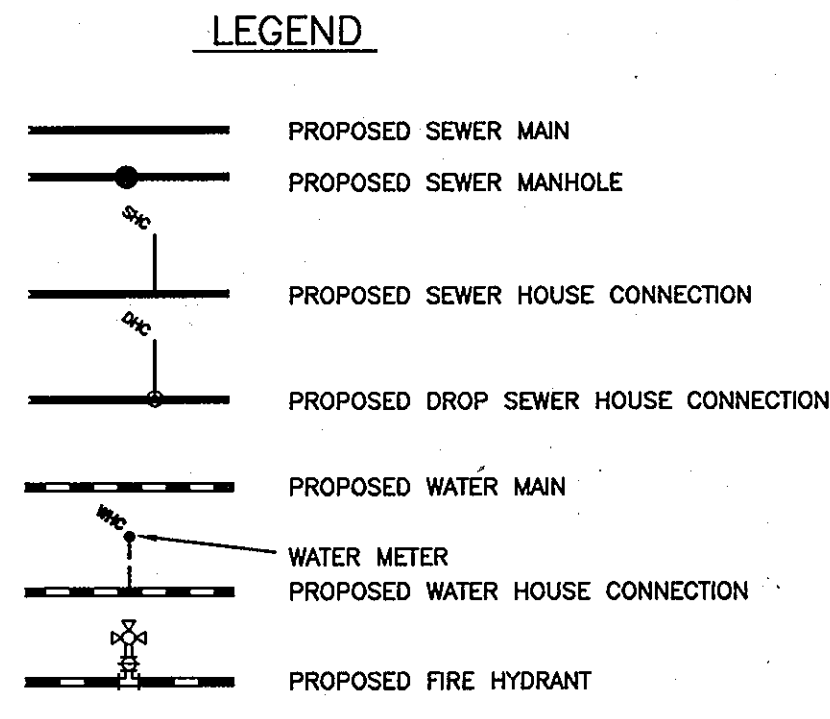 LEGEND
PROPOSED SEWER MAIN
PROPOSED SEWER MANHOLE
SHC
PROPOSED SEWER HOUSE CONNECTION
DHC
PROPOSED DROP SEWER HOUSE CONNECTION
PROPOSED WATER MAIN
WHC
WATER METER
PROPOSED WATER HOUSE CONNECTION
PROPOSED FIRE HYDRANT